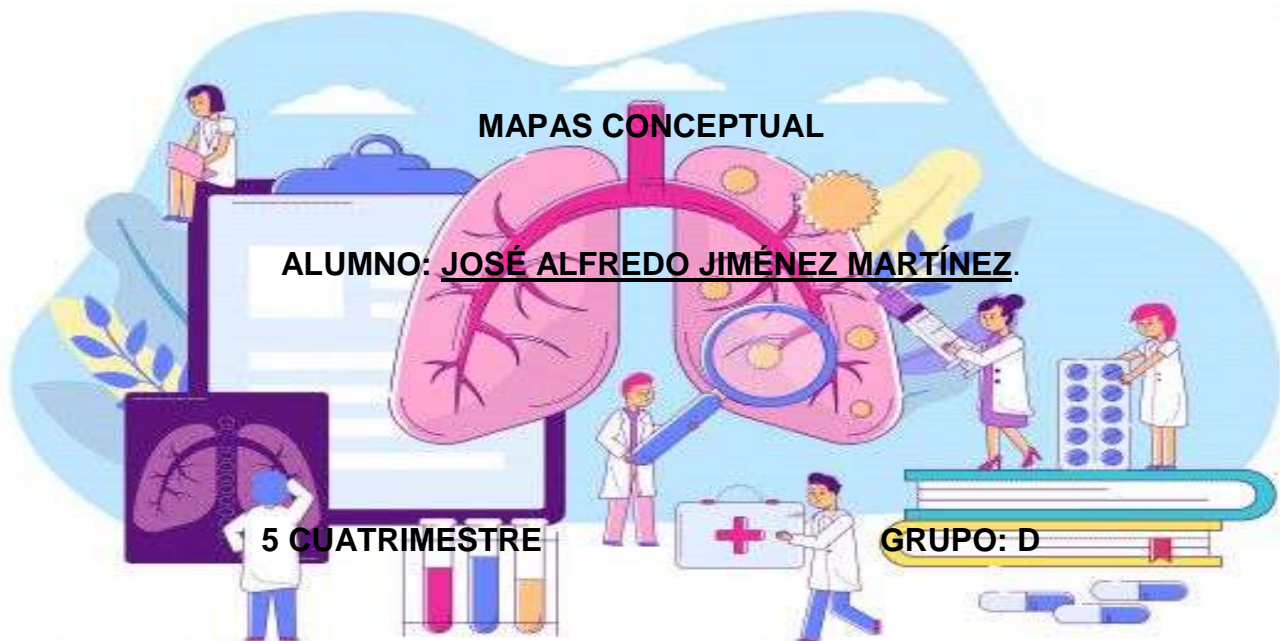 MAPAS CONCEPTUAL
ALUMNO: JOSÉ ALFREDO JIMÉNEZ MARTÍNEZ.
5 CUATRIMESTRE GRUPO: D